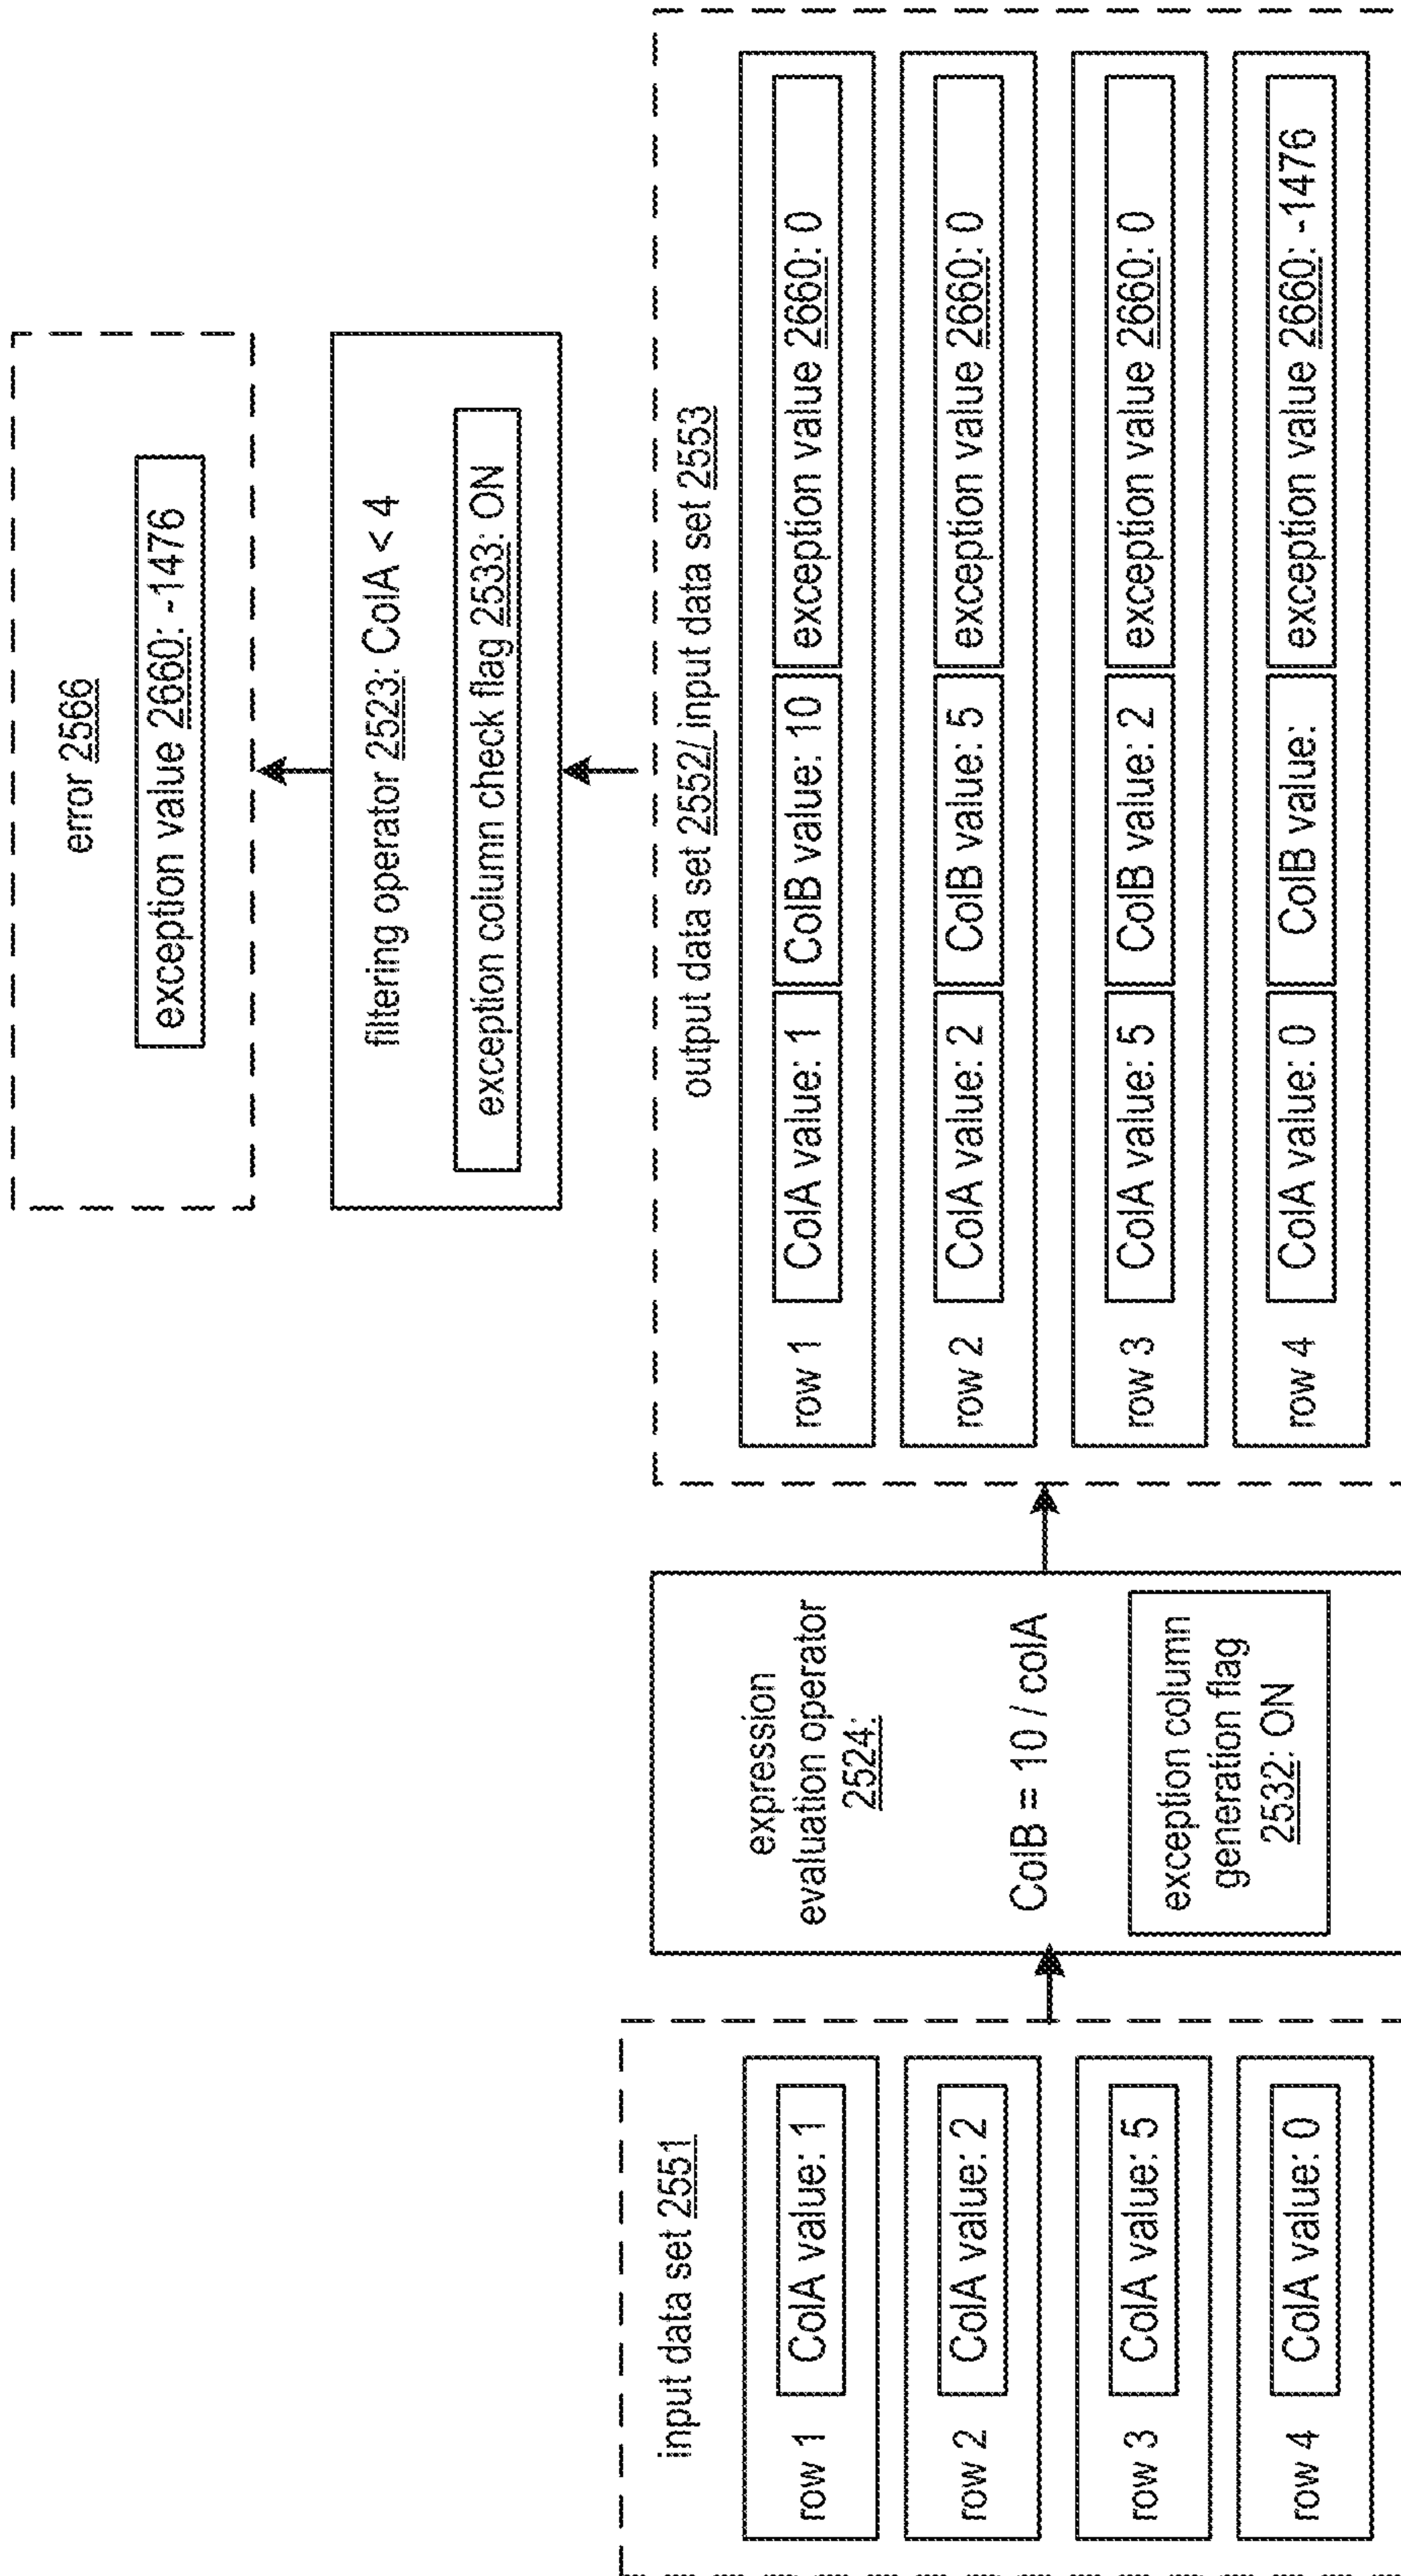 input data set 2551
row 1
ColA value: 1
row 2
ColA value: 2
row 3
ColA value: 5
row 4
ColA value: 0
expression
evaluation operator
2524:
ColB = 10 / colA
exception column
generation flag
2532: ON
output data set 2552/ input data set 2553
row 1
ColA value: 1
ColB value: 10
exception value 2660: 0
row 2
ColA value: 2
ColB value: 5
exception value 2660: 0
row 3
ColA value: 5
ColB value: 2
exception value 2660: 0
row 4
ColA value: 0
ColB value:
exception value 2660: -1476
filtering operator 2523: ColA < 4
exception column check flag 2533: ON
error 2566
exception value 2660: -1476